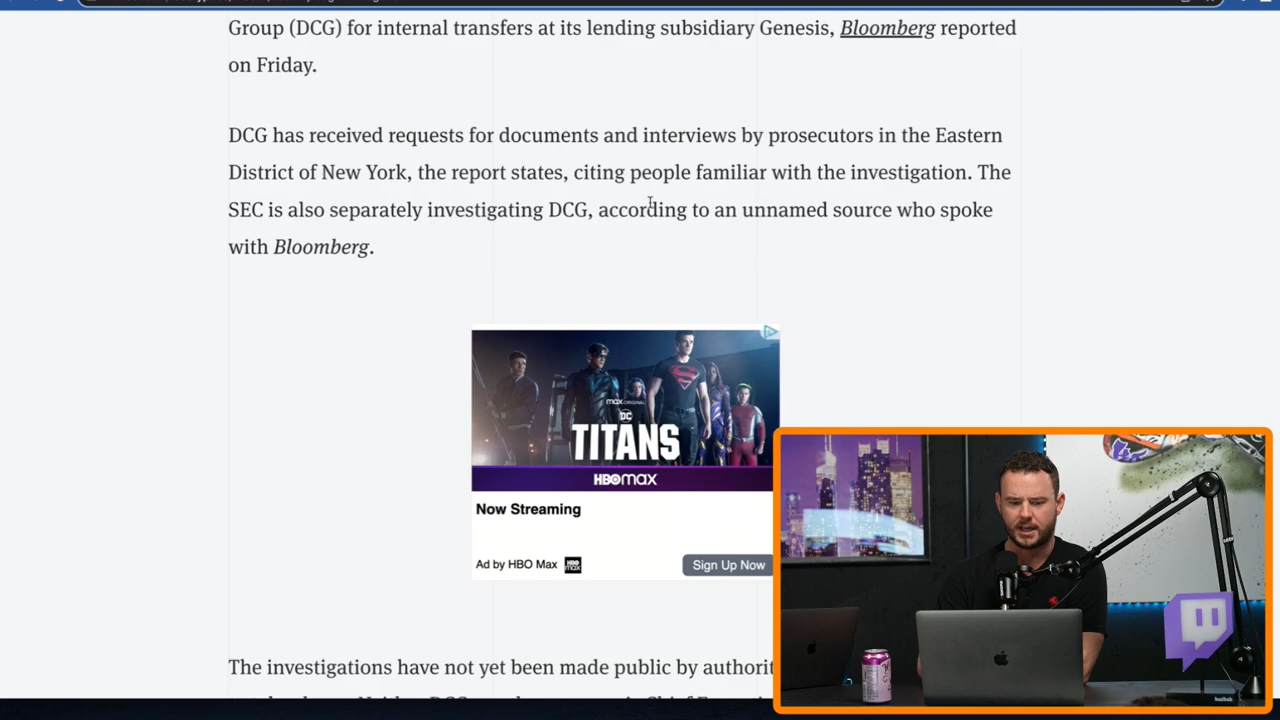 Group (DCG) for internal transfers at its lending subsidiary Genesis, Bloomberg reported
on Friday.
DCG has received requests for documents and interviews by prosecutors in the Eastern
District of New York, the report states, citing people familiar with the investigation. The
SEC is also separately investigating DCG, according to an unnamed source who spoke
with Bloomberg.
max ORIGINAL
DC
TITANS
HBOmax
Now Streaming
Ad by HBO Max
HBO max
Sign Up Now
The investigations have not yet been made public by authorit
twitch